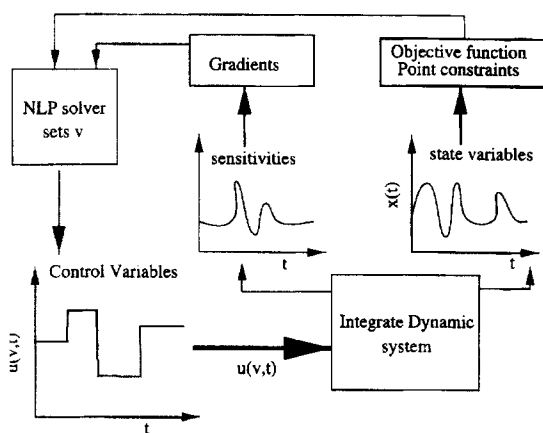 Gradients
Objective function
Point constraints
NLP solver
sets v
sensitivities
state variables
x(t)
t
t
Control Variables
Integrate Dynamic
system
u(v,t)
u(v,t)
t